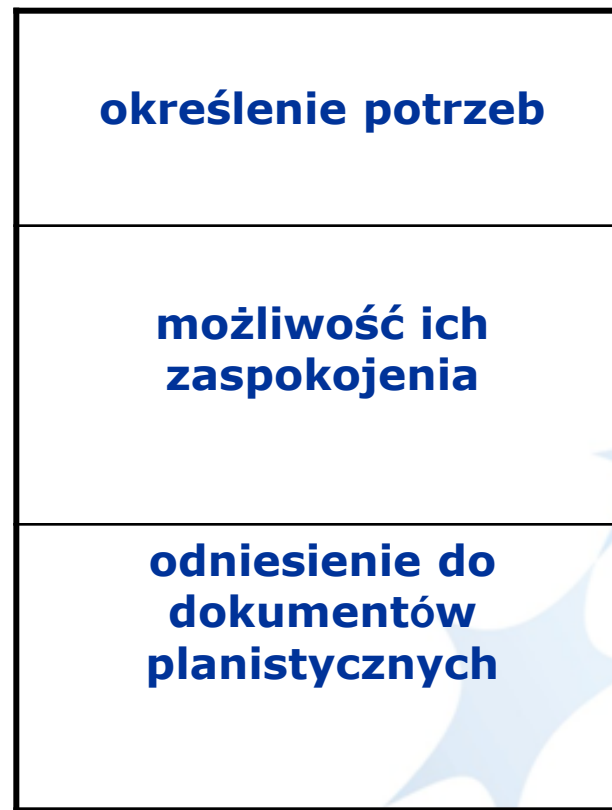 określenie potrzeb
możliwość ich
zaspokojenia
odniesienie do
dokumentów
planistycznych